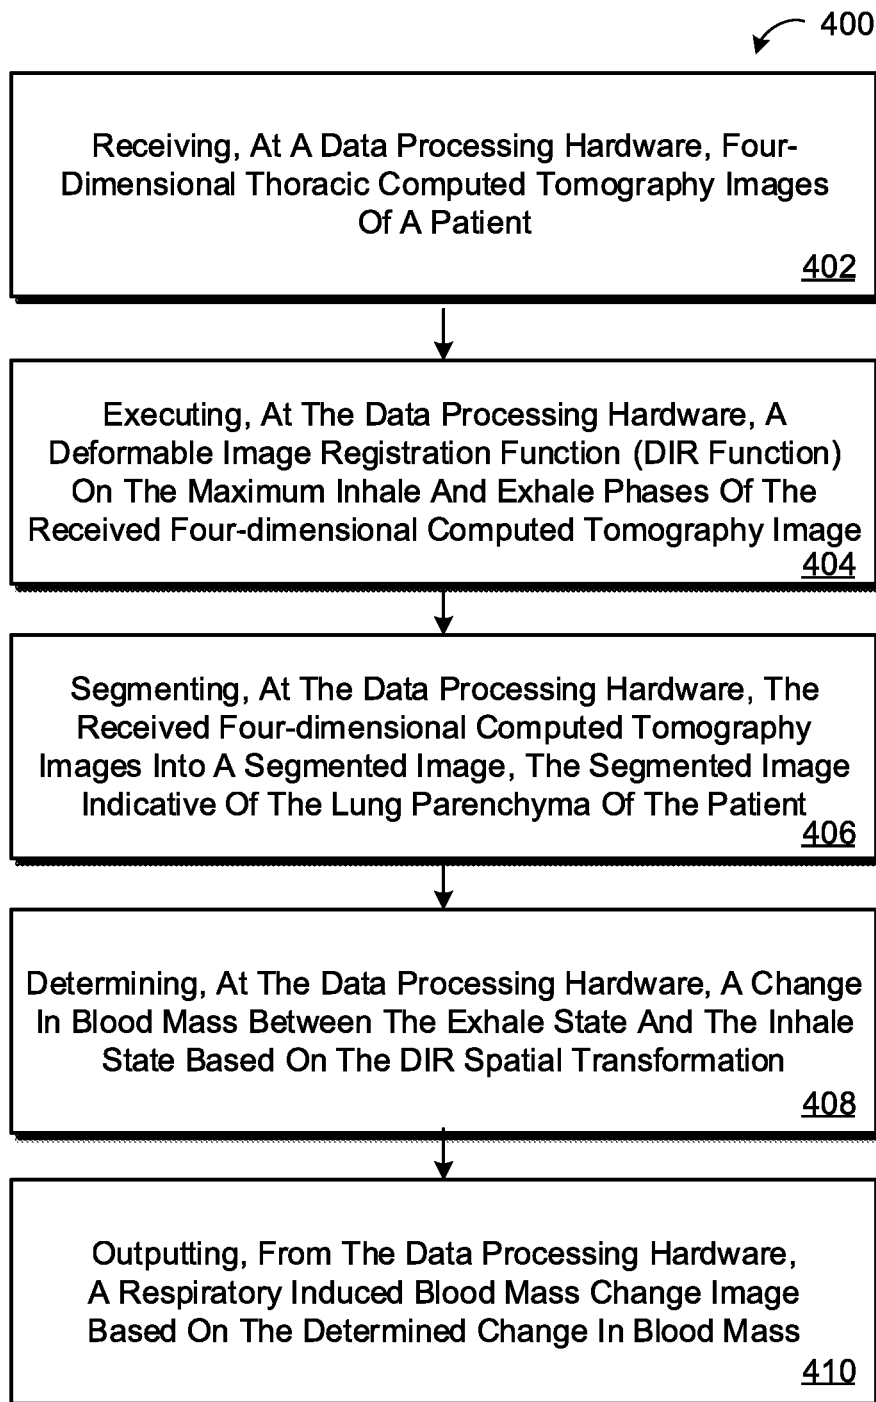 400
Receiving, At A Data Processing Hardware, Four-
Dimensional Thoracic Computed Tomography Images
Of A Patient
402
Executing, At The Data Processing Hardware, A
Deformable Image Registration Function (DIR Function)
On The Maximum Inhale And Exhale Phases Of The
Received Four-dimensional Computed Tomography Image
404
Segmenting, At The Data Processing Hardware, The
Received Four-dimensional Computed Tomography
Images Into A Segmented Image, The Segmented Image
Indicative Of The Lung Parenchyma Of The Patient
406
Determining, At The Data Processing Hardware, A Change
In Blood Mass Between The Exhale State And The Inhale
State Based On The DIR Spatial Transformation
408
Outputting, From The Data Processing Hardware,
A Respiratory Induced Blood Mass Change Image
Based On The Determined Change In Blood Mass
410